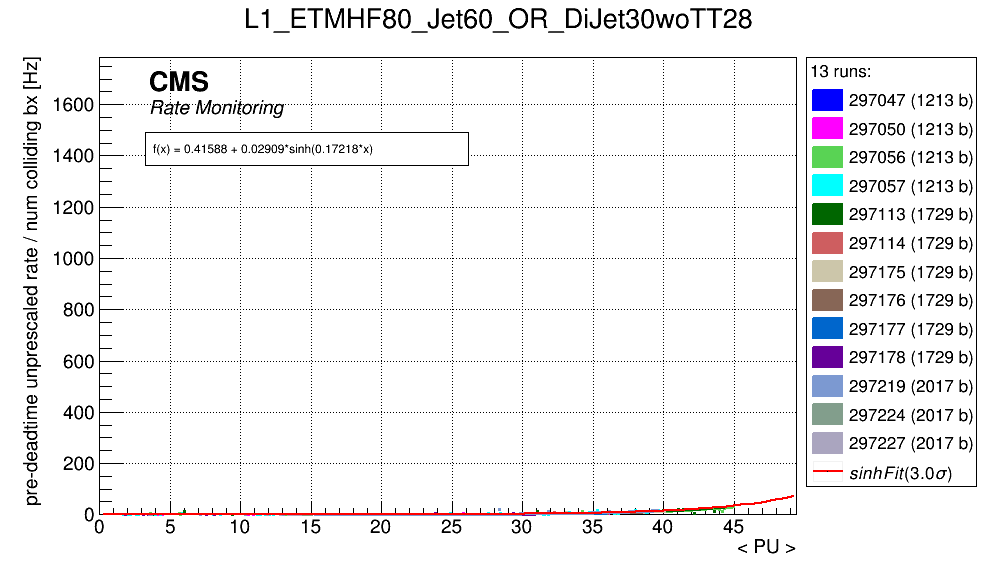 L1_ETMHF80_Jet60_OR_DiJet30woTT28
pre-deadtime unprescaled rate / num colliding bx [Hz]
CMS
Rate Monitoring
f(x) = 0.41588 + 0.02909*sinh(0.17218*x)
1600
1400
1200
1000
800
600
400
200
0
0 5 10 15 20 25 30 35 40 45
< PU >
13 runs:
297047 (1213 b)
297050 (1213 b)
297056 (1213 b)
297057 (1213 b)
297113 (1729 b)
297114 (1729 b)
297175 (1729 b)
297176 (1729 b)
297177 (1729 b)
297178 (1729 b)
297219 (2017 b)
297224 (2017 b)
297227 (2017 b)
sinhFit(3.0σ)